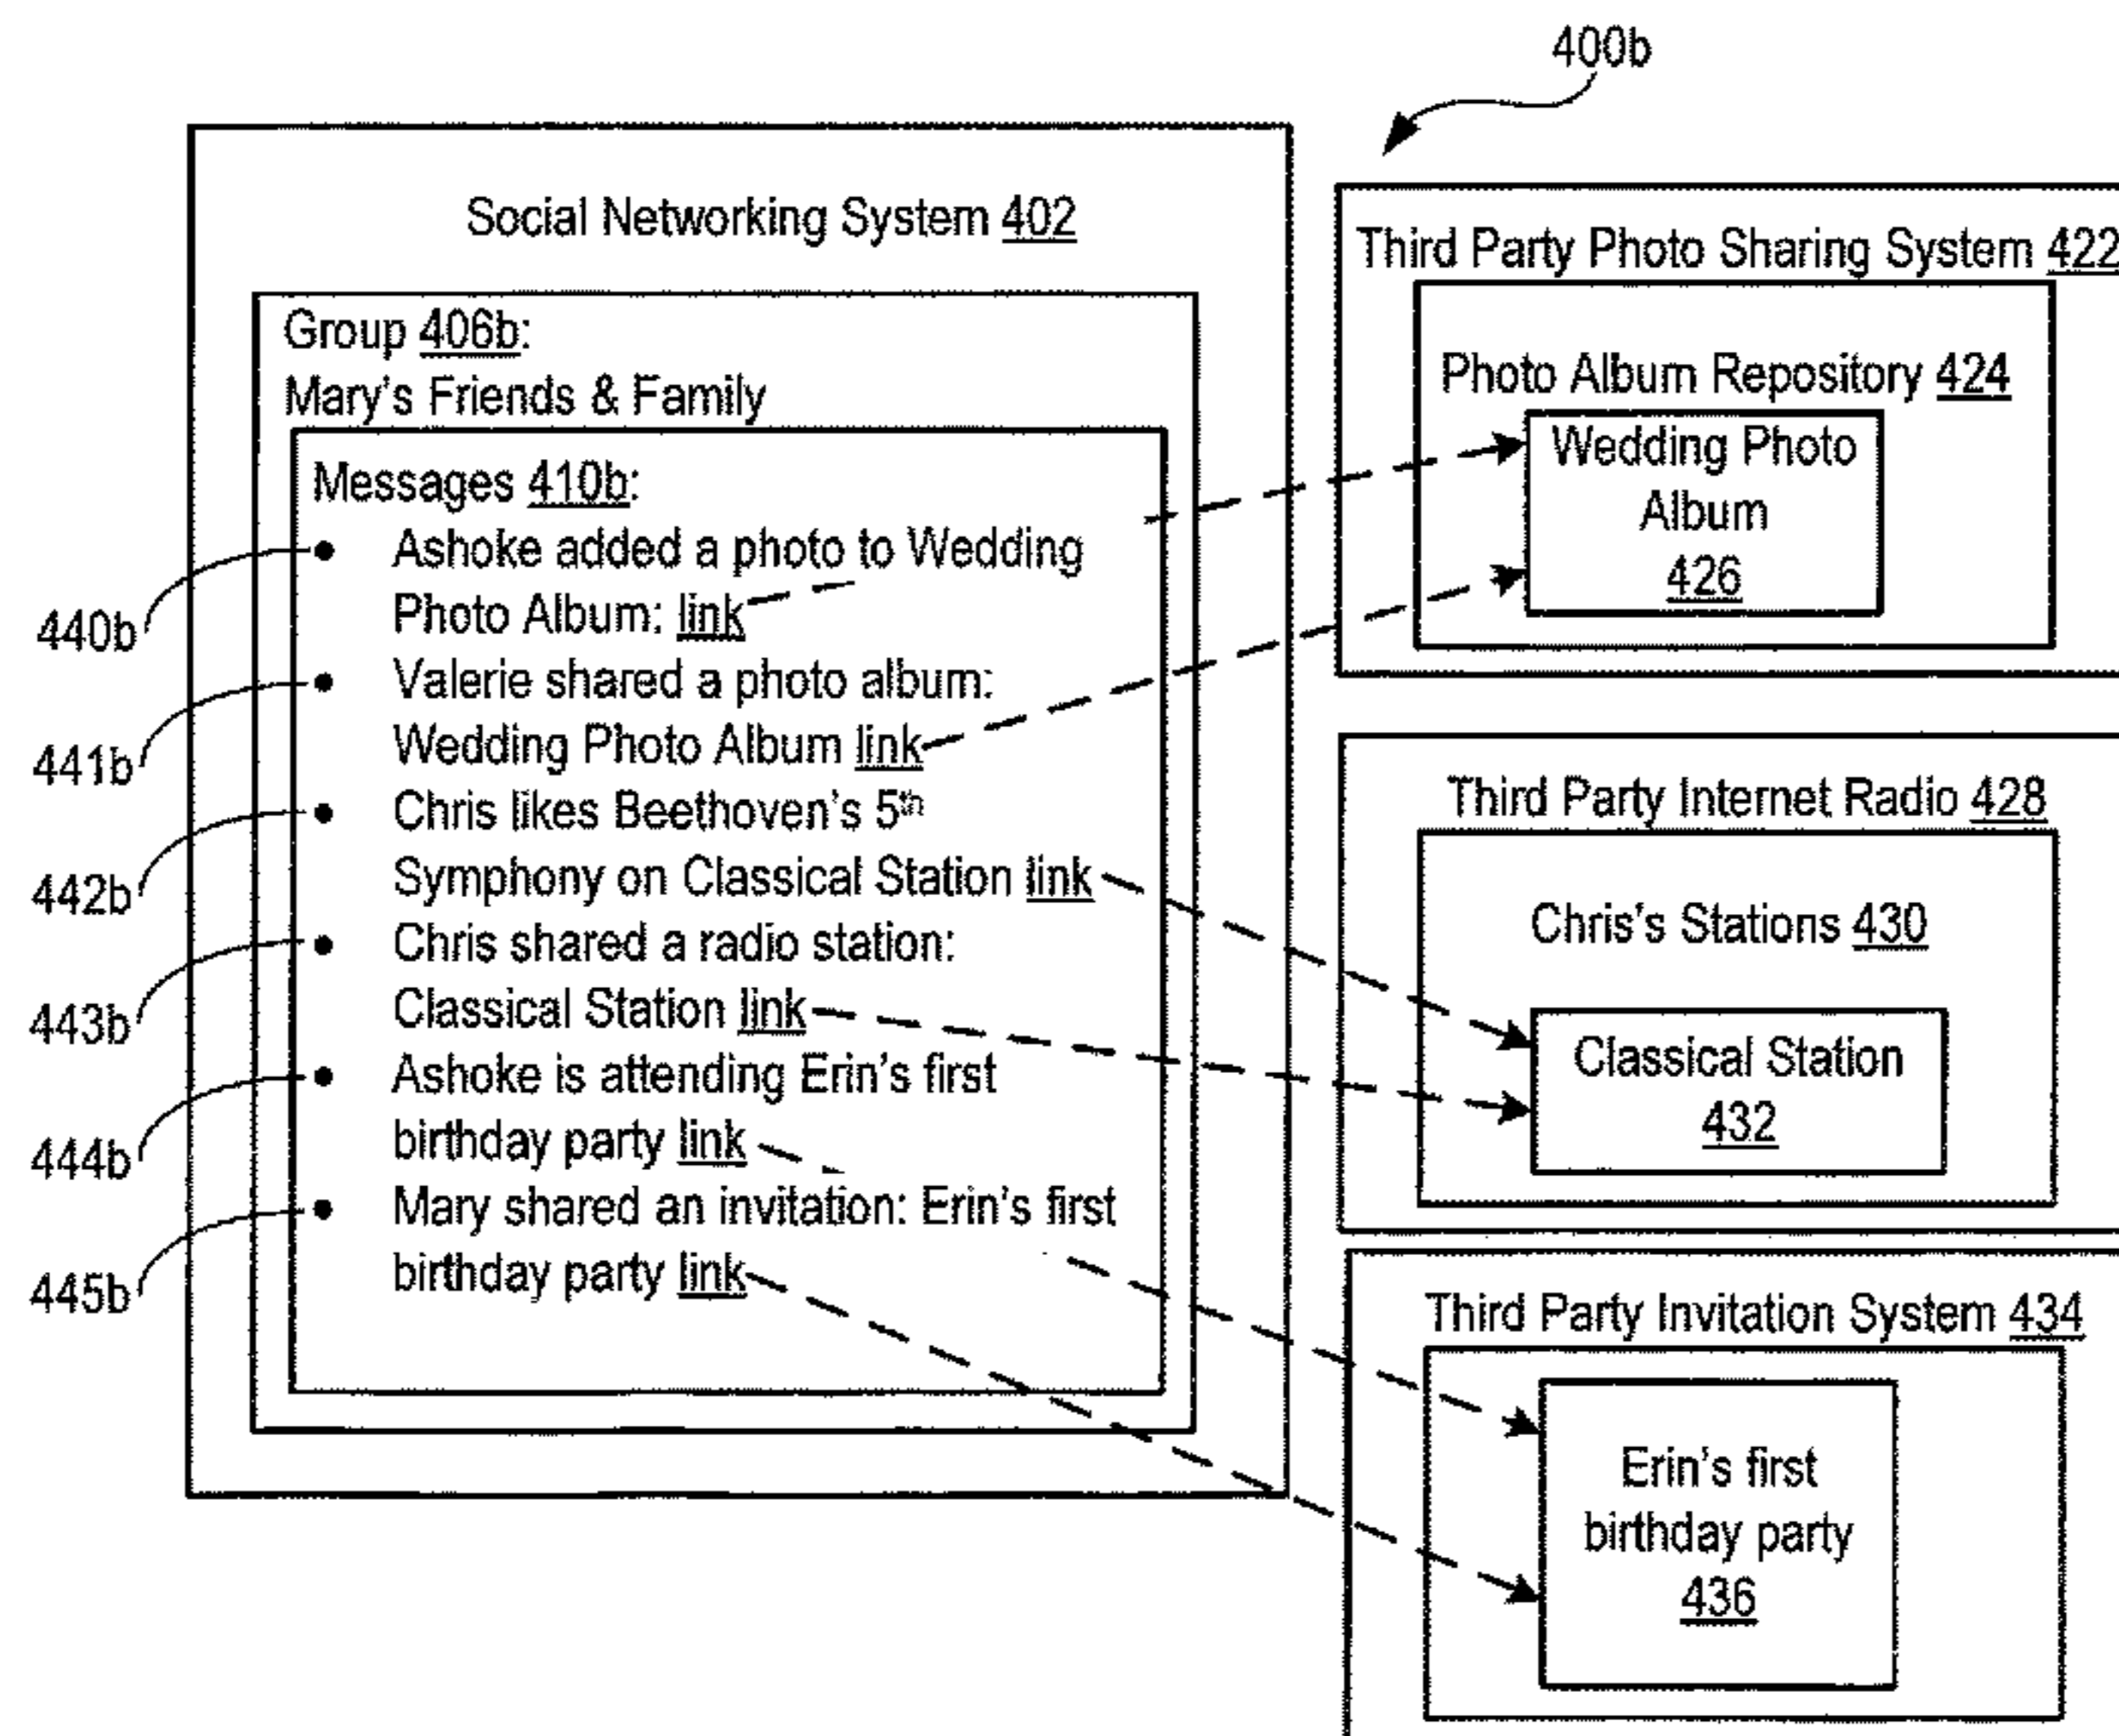 400b
Social Networking System 402
Group 406b:
Mary's Friends & Family
Messages 410b:
• Ashoke added a photo to Wedding
Photo Album: link
• Valerie shared a photo album:
Wedding Photo Album link
• Chris likes Beethoven's 5th
Symphony on Classical Station link
• Chris shared a radio station:
Classical Station link
• Ashoke is attending Erin's first
birthday party link
• Mary shared an invitation: Erin's first
birthday party link
440b
441b
442b
443b
444b
445b
Third Party Photo Sharing System 422
Photo Album Repository 424
Wedding Photo
Album
426
Third Party Internet Radio 428
Chris's Stations 430
Classical Station
432
Third Party Invitation System 434
Erin's first
birthday party
436